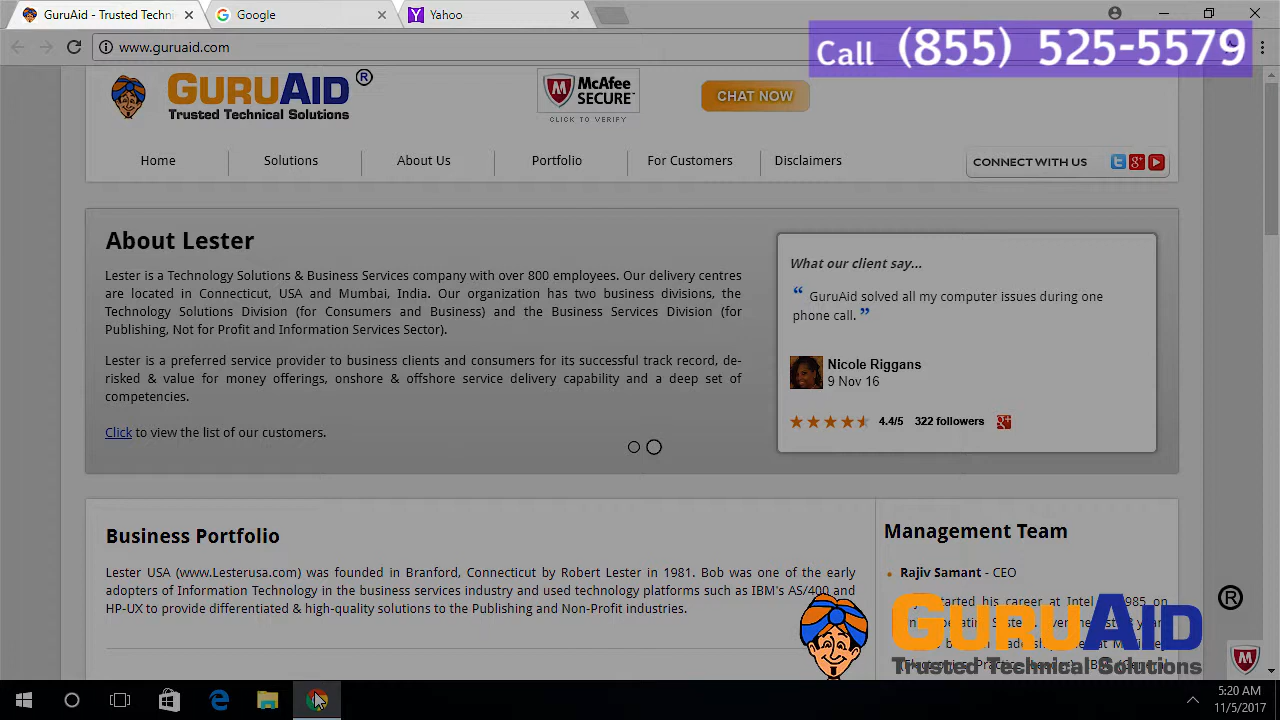 GuruAid - Trusted Techni
Google
Yahoo
www.guruaid.com
Call (855) 525-5579
GURUAID ®
Trusted Technical Solutions
McAfee
SECURE™
CLICK TO VERIFY
CHAT NOW
Home
Solutions
About Us
Portfolio
For Customers
Disclaimers
CONNECT WITH US
About Lester
Lester is a Technology Solutions & Business Services company with over 800 employees. Our delivery centres
are located in Connecticut, USA and Mumbai, India. Our organization has two business divisions, the
Technology Solutions Division (for Consumers and Business) and the Business Services Division (for
Publishing, Not for Profit and Information Services Sector).
Lester is a preferred service provider to business clients and consumers for its successful track record, de-
risked & value for money offerings, onshore & offshore service delivery capability and a deep set of
competencies.
Click to view the list of our customers.
What our client say...
“ GuruAid solved all my computer issues during one
phone call. ”
Nicole Riggans
9 Nov 16
4.4/5 322 followers
Business Portfolio
Lester USA (www.Lesterusa.com) was founded in Branford, Connecticut by Robert Lester in 1981. Bob was one of the early
adopters of Information Technology in the business services industry and used technology platforms such as IBM's AS/400 and
HP-UX to provide differentiated & high-quality solutions to the Publishing and Non-Profit industries.
Management Team
Rajiv Samant - CEO
started his career at Intel 1985 on
GURUAID ®
Trusted Technical Solutions
5:20 AM
11/5/2017